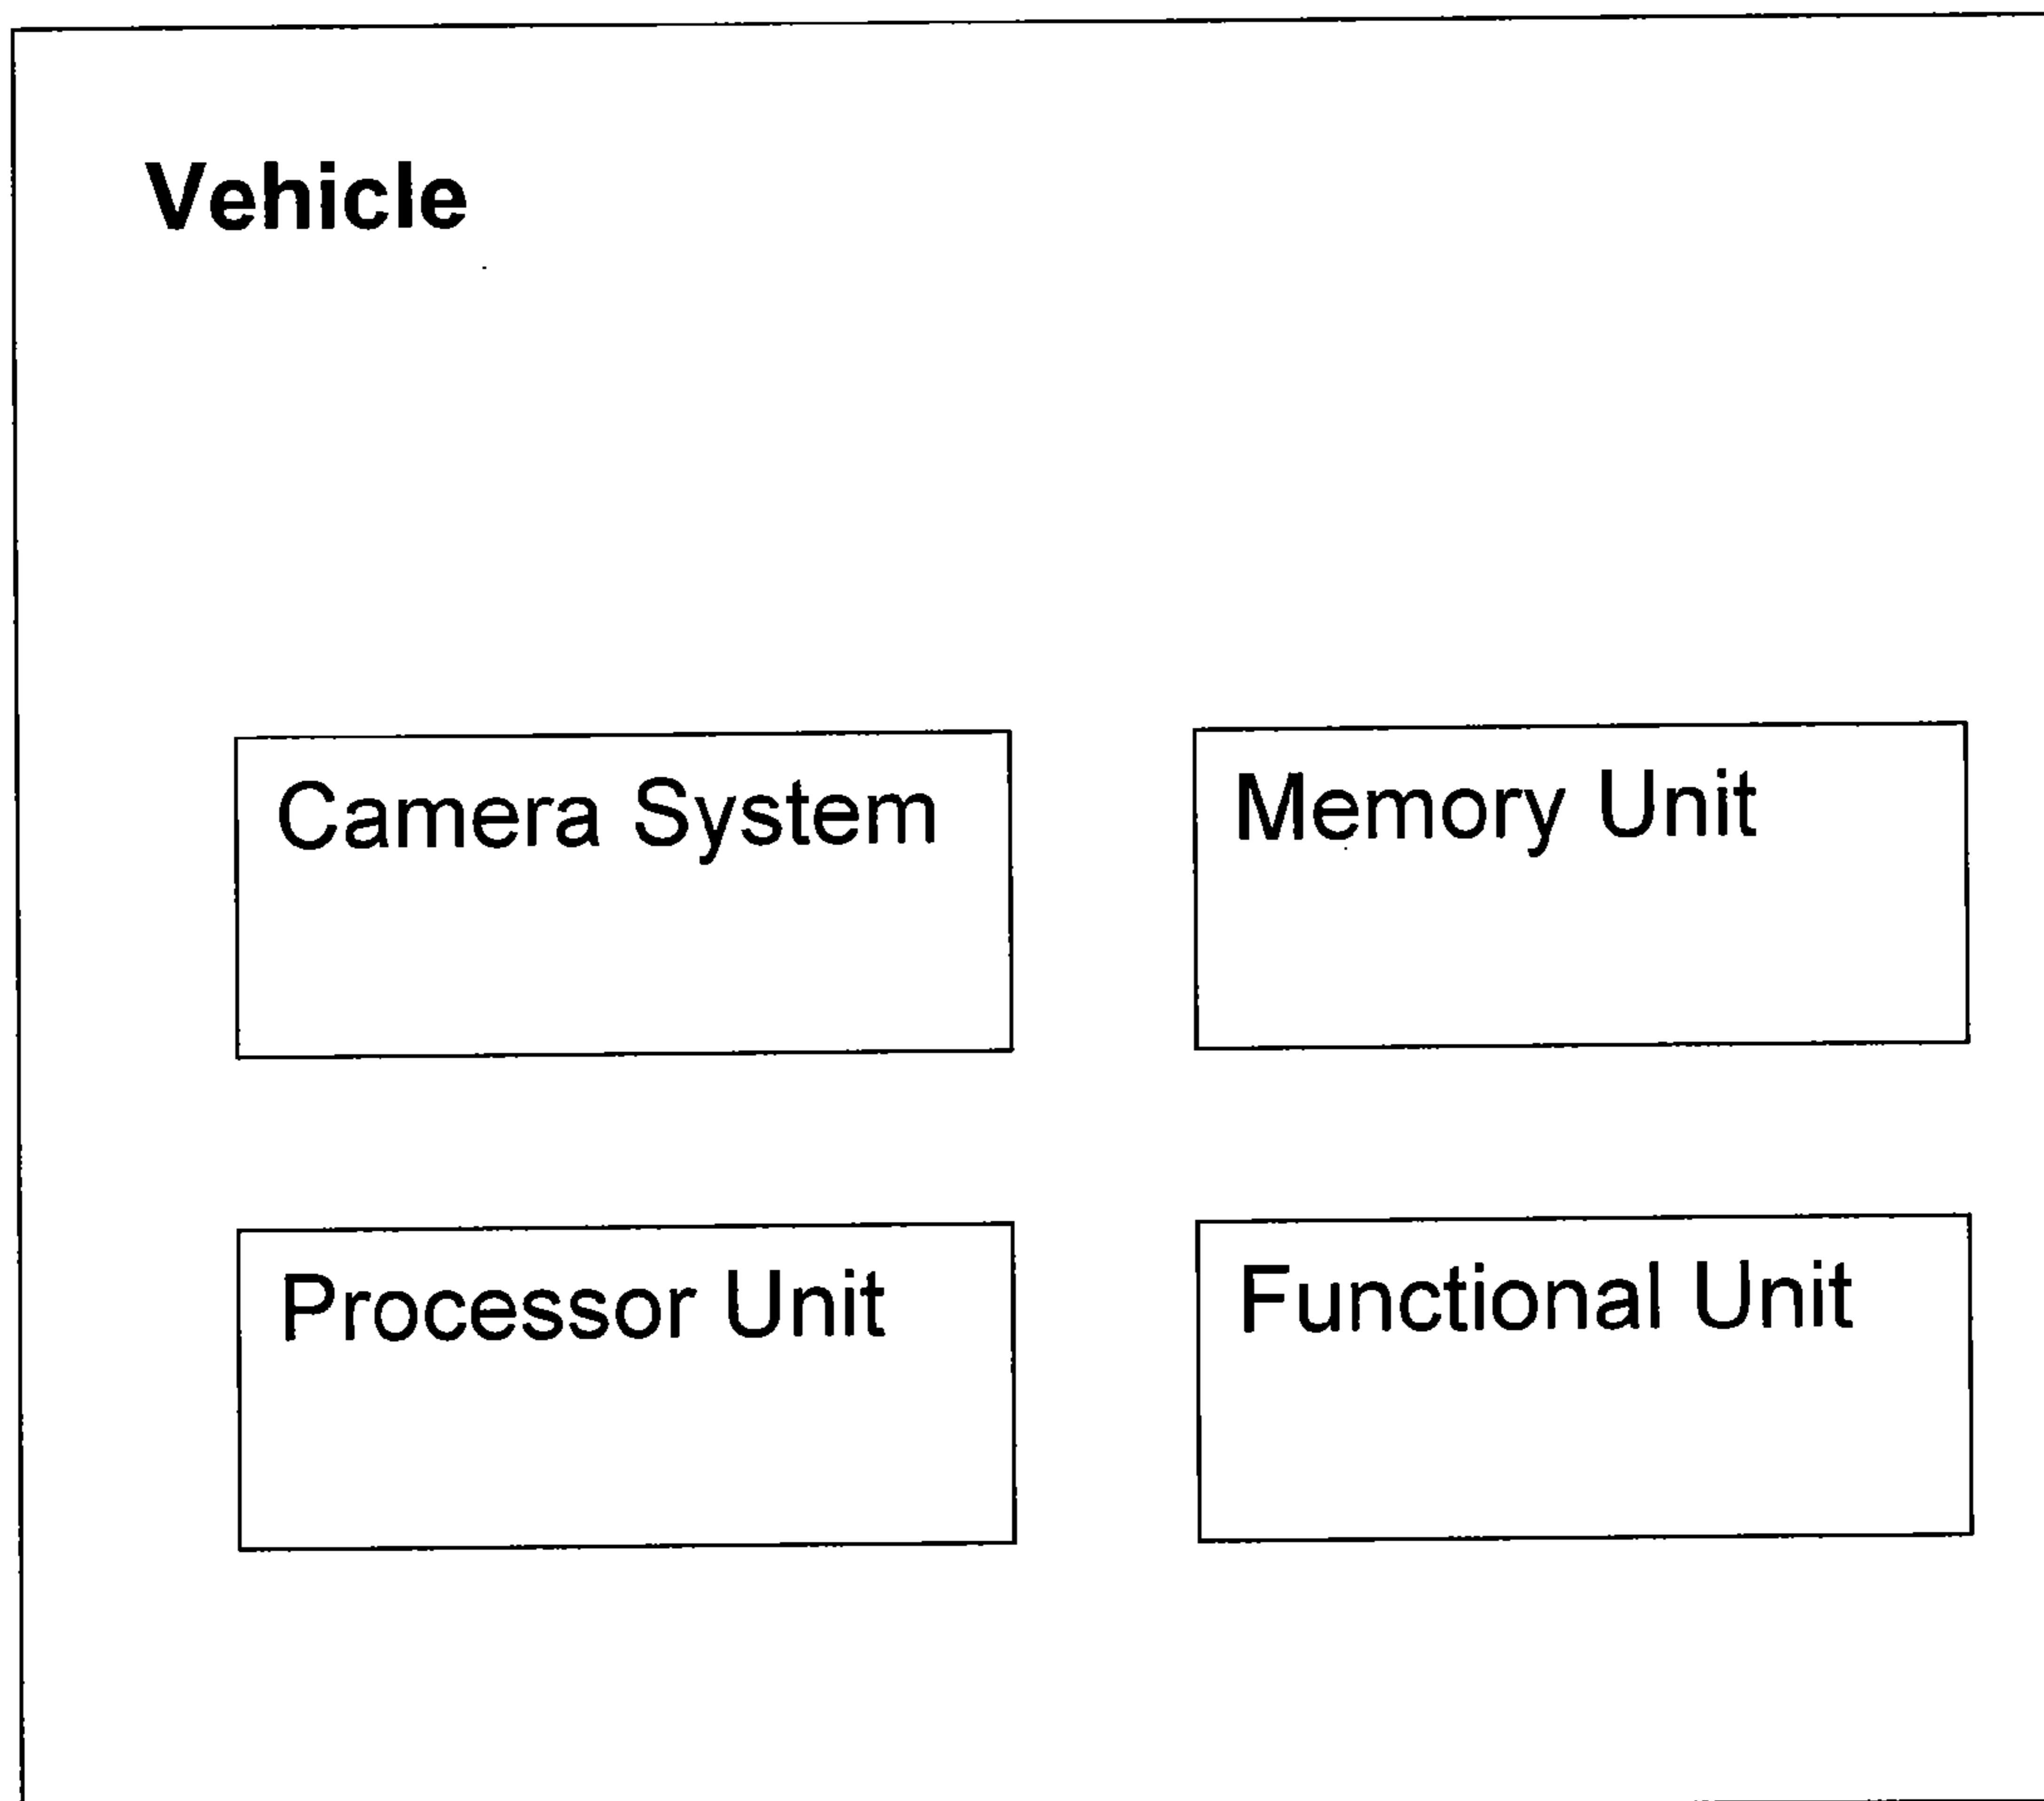 Vehicle
Camera System
Memory Unit
Processor Unit
Functional Unit